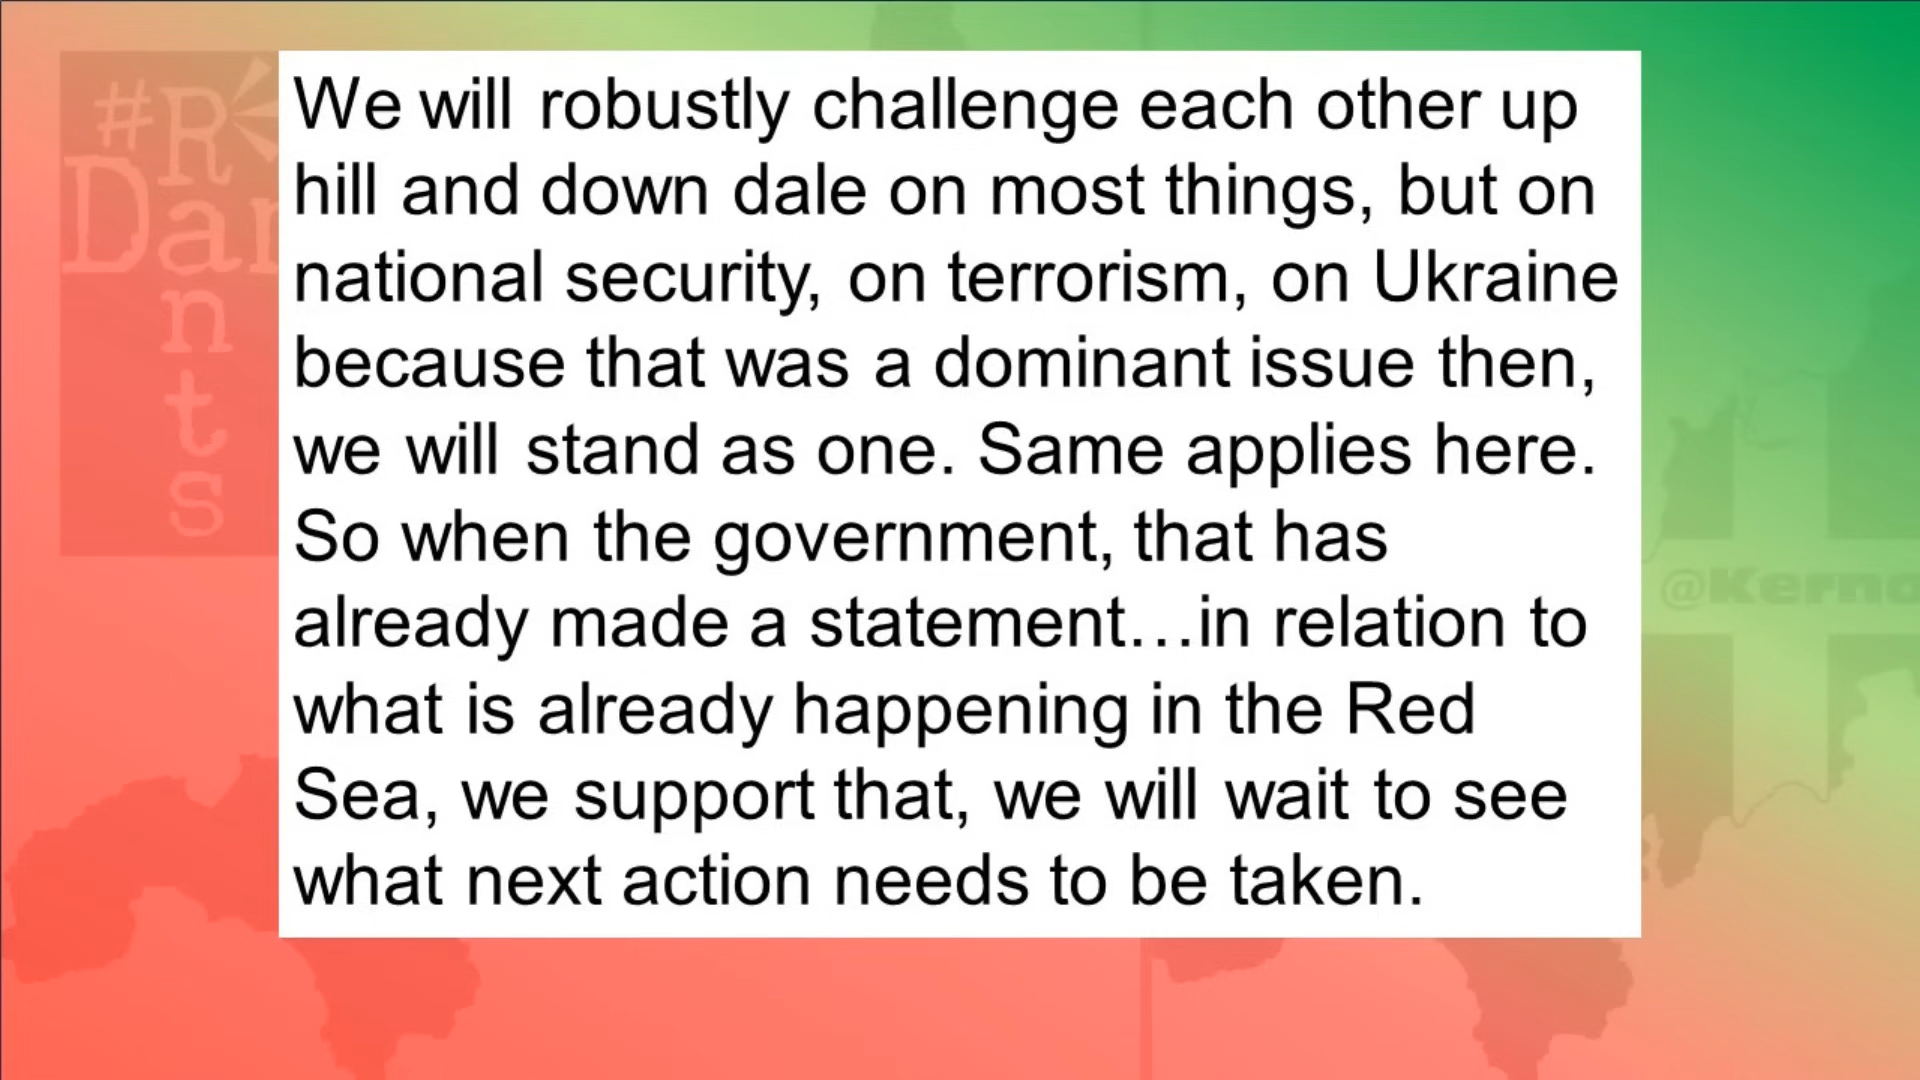 #R
Dan
n
t
s
We will robustly challenge each other up
hill and down dale on most things, but on
national security, on terrorism, on Ukraine
because that was a dominant issue then,
we will stand as one. Same applies here.
So when the government, that has
already made a statement…in relation to
what is already happening in the Red
Sea, we support that, we will wait to see
what next action needs to be taken.
@Kerno